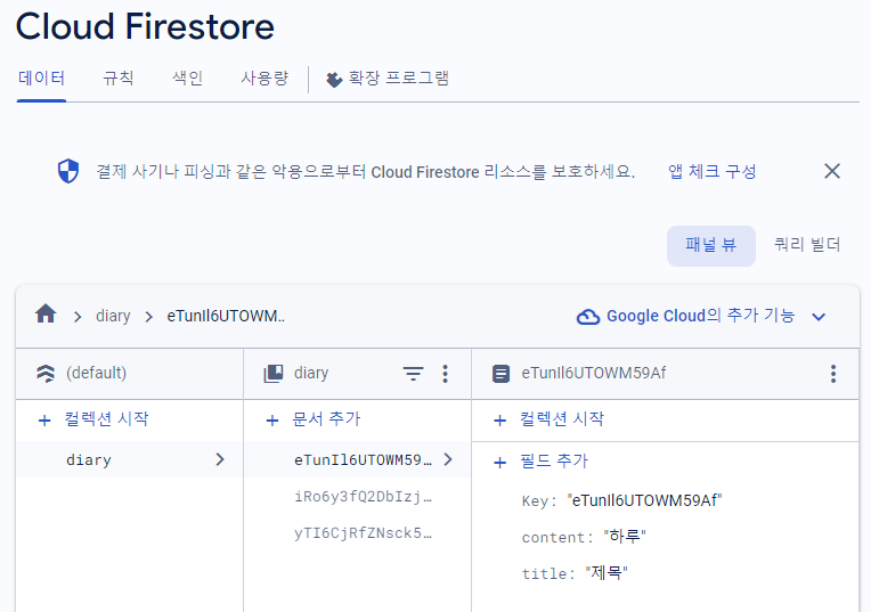 Cloud Firestore
데이터 규칙 색인 사용량 확장 프로그램
결제 사기나 피싱과 같은 악용으로부터 Cloud Firestore 리소스를 보호하세요. 앱 체크 구성
패널 뷰 쿼리 빌더
diary eTunIl6UTOWM.. Google Cloud의 추가 기능
(default) diary eTunIl6UTOWM59Af
+ 컬렉션 시작 + 문서 추가 + 컬렉션 시작
diary eTunIl6UTOWM59… + 필드 추가
iRo6y3fQ2DbIzj… Key: "eTunIl6UTOWM59Af"
yTI6CjRfZNsck5… content: "하루"
title: "제목"